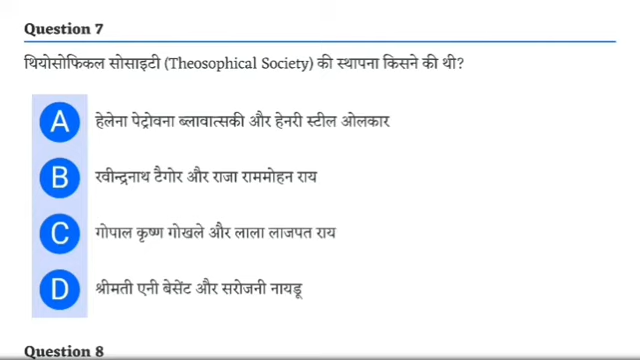 Question 7
थियोसोफिकल सोसाइटी (Theosophical Society) की स्थापना किसने की थी?
A हेलेना पेट्रोवना ब्लावात्सकी और हेनरी स्टील ओलकार
B रवीन्द्रनाथ टैगोर और राजा राममोहन राय
C गोपाल कृष्ण गोखले और लाला लाजपत राय
D श्रीमती एनी बेसेंट और सरोजनी नायडू
Question 8